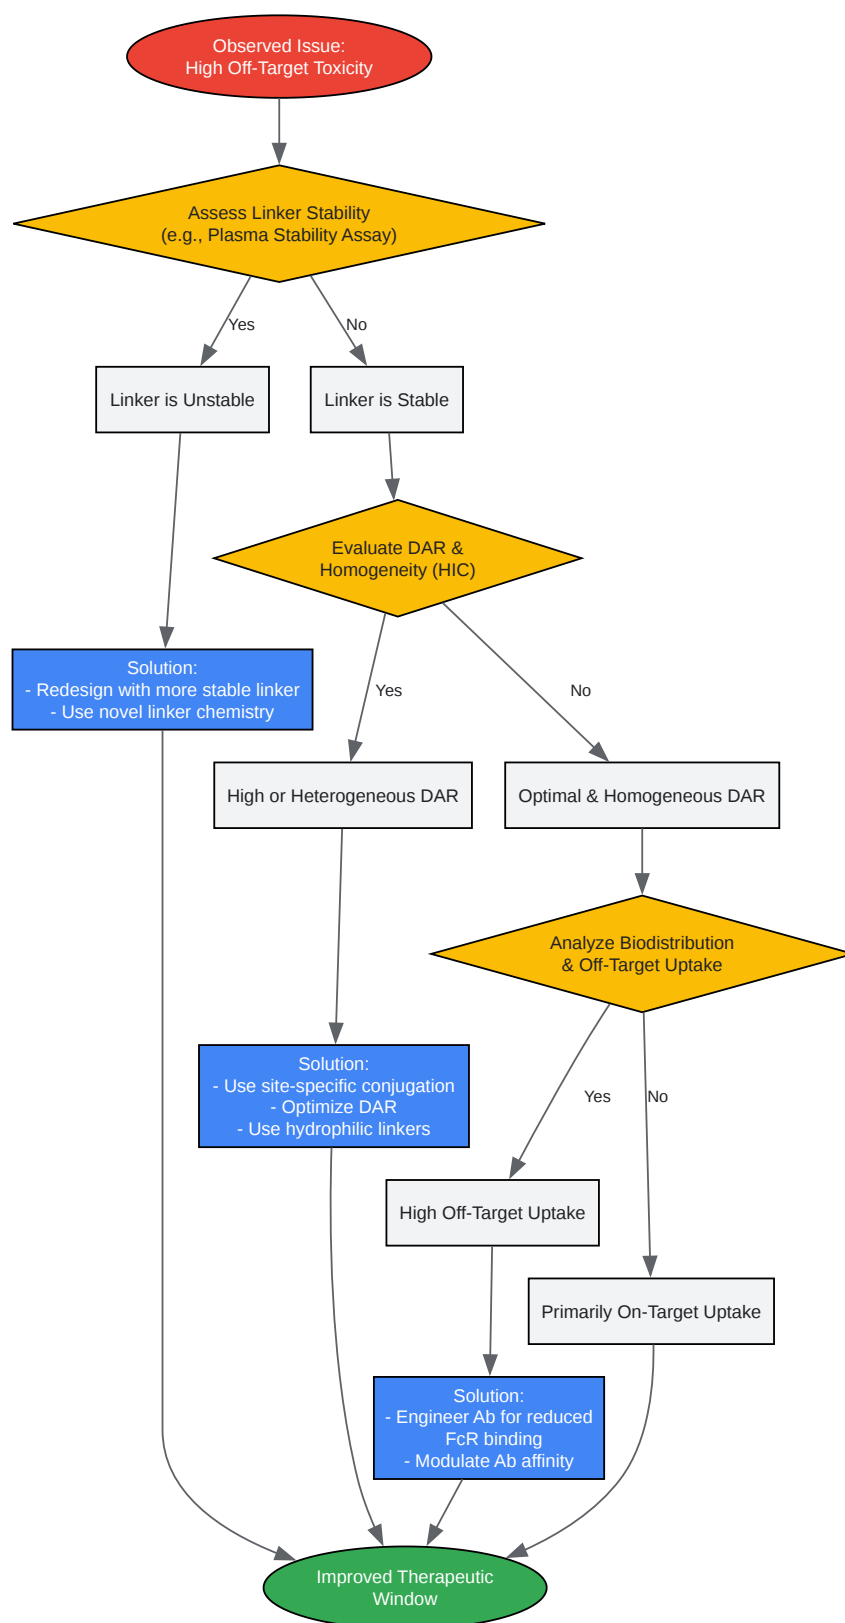 Observed Issue:
High Off-Target Toxicity
Assess Linker Stability
(e.g., Plasma Stability Assay)
Yes
No
Linker is Unstable
Linker is Stable
Evaluate DAR &
Homogeneity (HIC)
Solution:
- Redesign with more stable linker
- Use novel linker chemistry
Yes
No
High or Heterogeneous DAR
Optimal & Homogeneous DAR
Analyze Biodistribution
& Off-Target Uptake
Solution:
- Use site-specific conjugation
- Optimize DAR
- Use hydrophilic linkers
Yes
No
High Off-Target Uptake
Primarily On-Target Uptake
Solution:
- Engineer Ab for reduced
FcR binding
- Modulate Ab affinity
Improved Therapeutic
Window